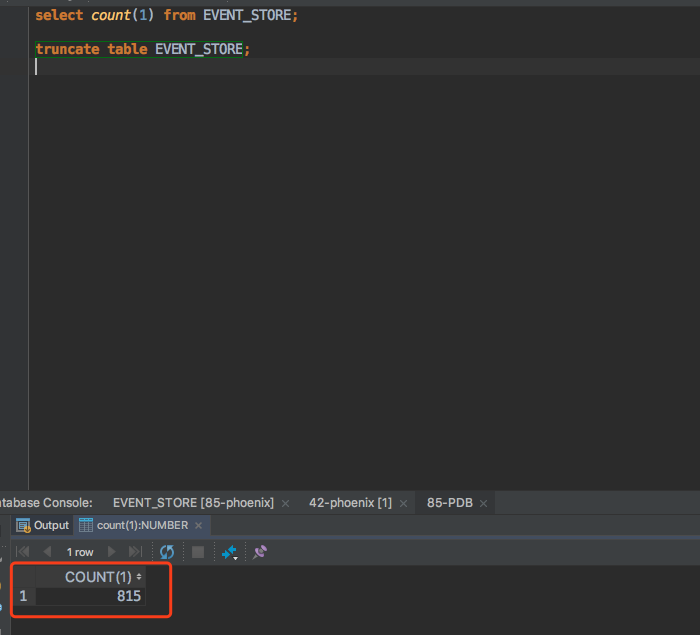 select count(1) from EVENT_STORE;
truncate table EVENT_STORE;
atabase Console: EVENT_STORE [85-phoenix] 42-phoenix [1] 85-PDB
Output count(1):NUMBER
1 row
COUNT(1)
1 815